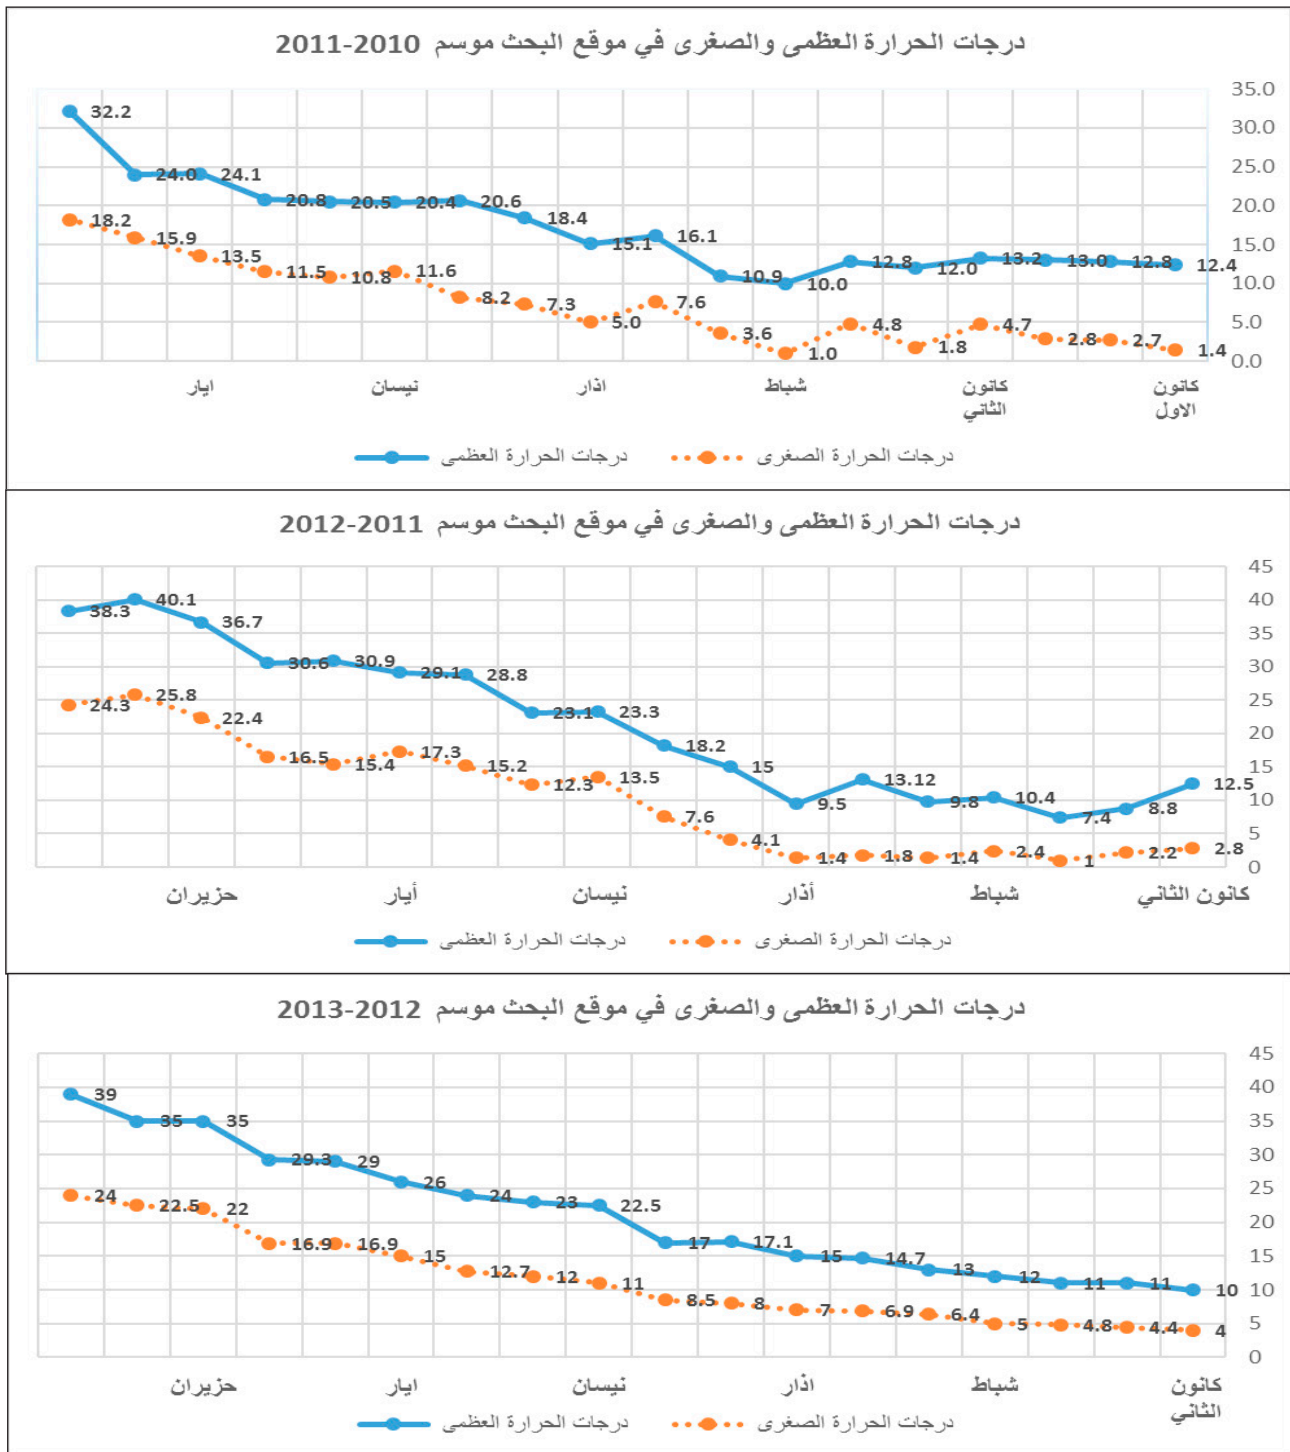 درجات الحرارة العظمى والصغرى في موقع البحث موسم 2010-2011
35.0
30.0
25.0
20.0
15.0
10.0
5.0
0.0
32.2 24.0 24.1 20.8 20.5 20.4 20.6 18.4 15.1 16.1 10.9 10.0 12.8 12.0 13.2 13.0 12.8 12.4
18.2 15.9 13.5 11.5 10.8 11.6 8.2 7.3 5.0 7.6 3.6 1.0 4.8 1.8 4.7 2.8 2.7 1.4
كانون الاول
كانون الثاني
شباط
اذار
نيسان
ايار
درجات الحرارة الصغرى
درجات الحرارة العظمى
درجات الحرارة العظمى والصغرى في موقع البحث موسم 2011-2012
45
40
35
30
25
20
15
10
5
0
38.3 40.1 36.7 30.6 30.9 29.1 28.8 23.1 23.3 18.2 15 9.5 13.12 9.8 10.4 7.4 8.8 12.5
24.3 25.8 22.4 16.5 15.4 17.3 15.2 12.3 13.5 7.6 4.1 1.4 1.8 1.4 2.4 1 2.2 2.8
كانون الثاني
شباط
أذار
نيسان
أيار
حزيران
درجات الحرارة الصغرى
درجات الحرارة العظمى
درجات الحرارة العظمى والصغرى في موقع البحث موسم 2012-2013
45
40
35
30
25
20
15
10
5
0
39 35 35 29.3 29 26 24 23 22.5 17 17.1 15 14.7 13 12 11 11 10
24 22.5 22 16.9 16.9 15 12.7 12 11 8.5 8 7 6.9 6.4 5 4.8 4.4 4
كانون الثاني
شباط
اذار
نيسان
ايار
حزيران
درجات الحرارة الصغرى
درجات الحرارة العظمى